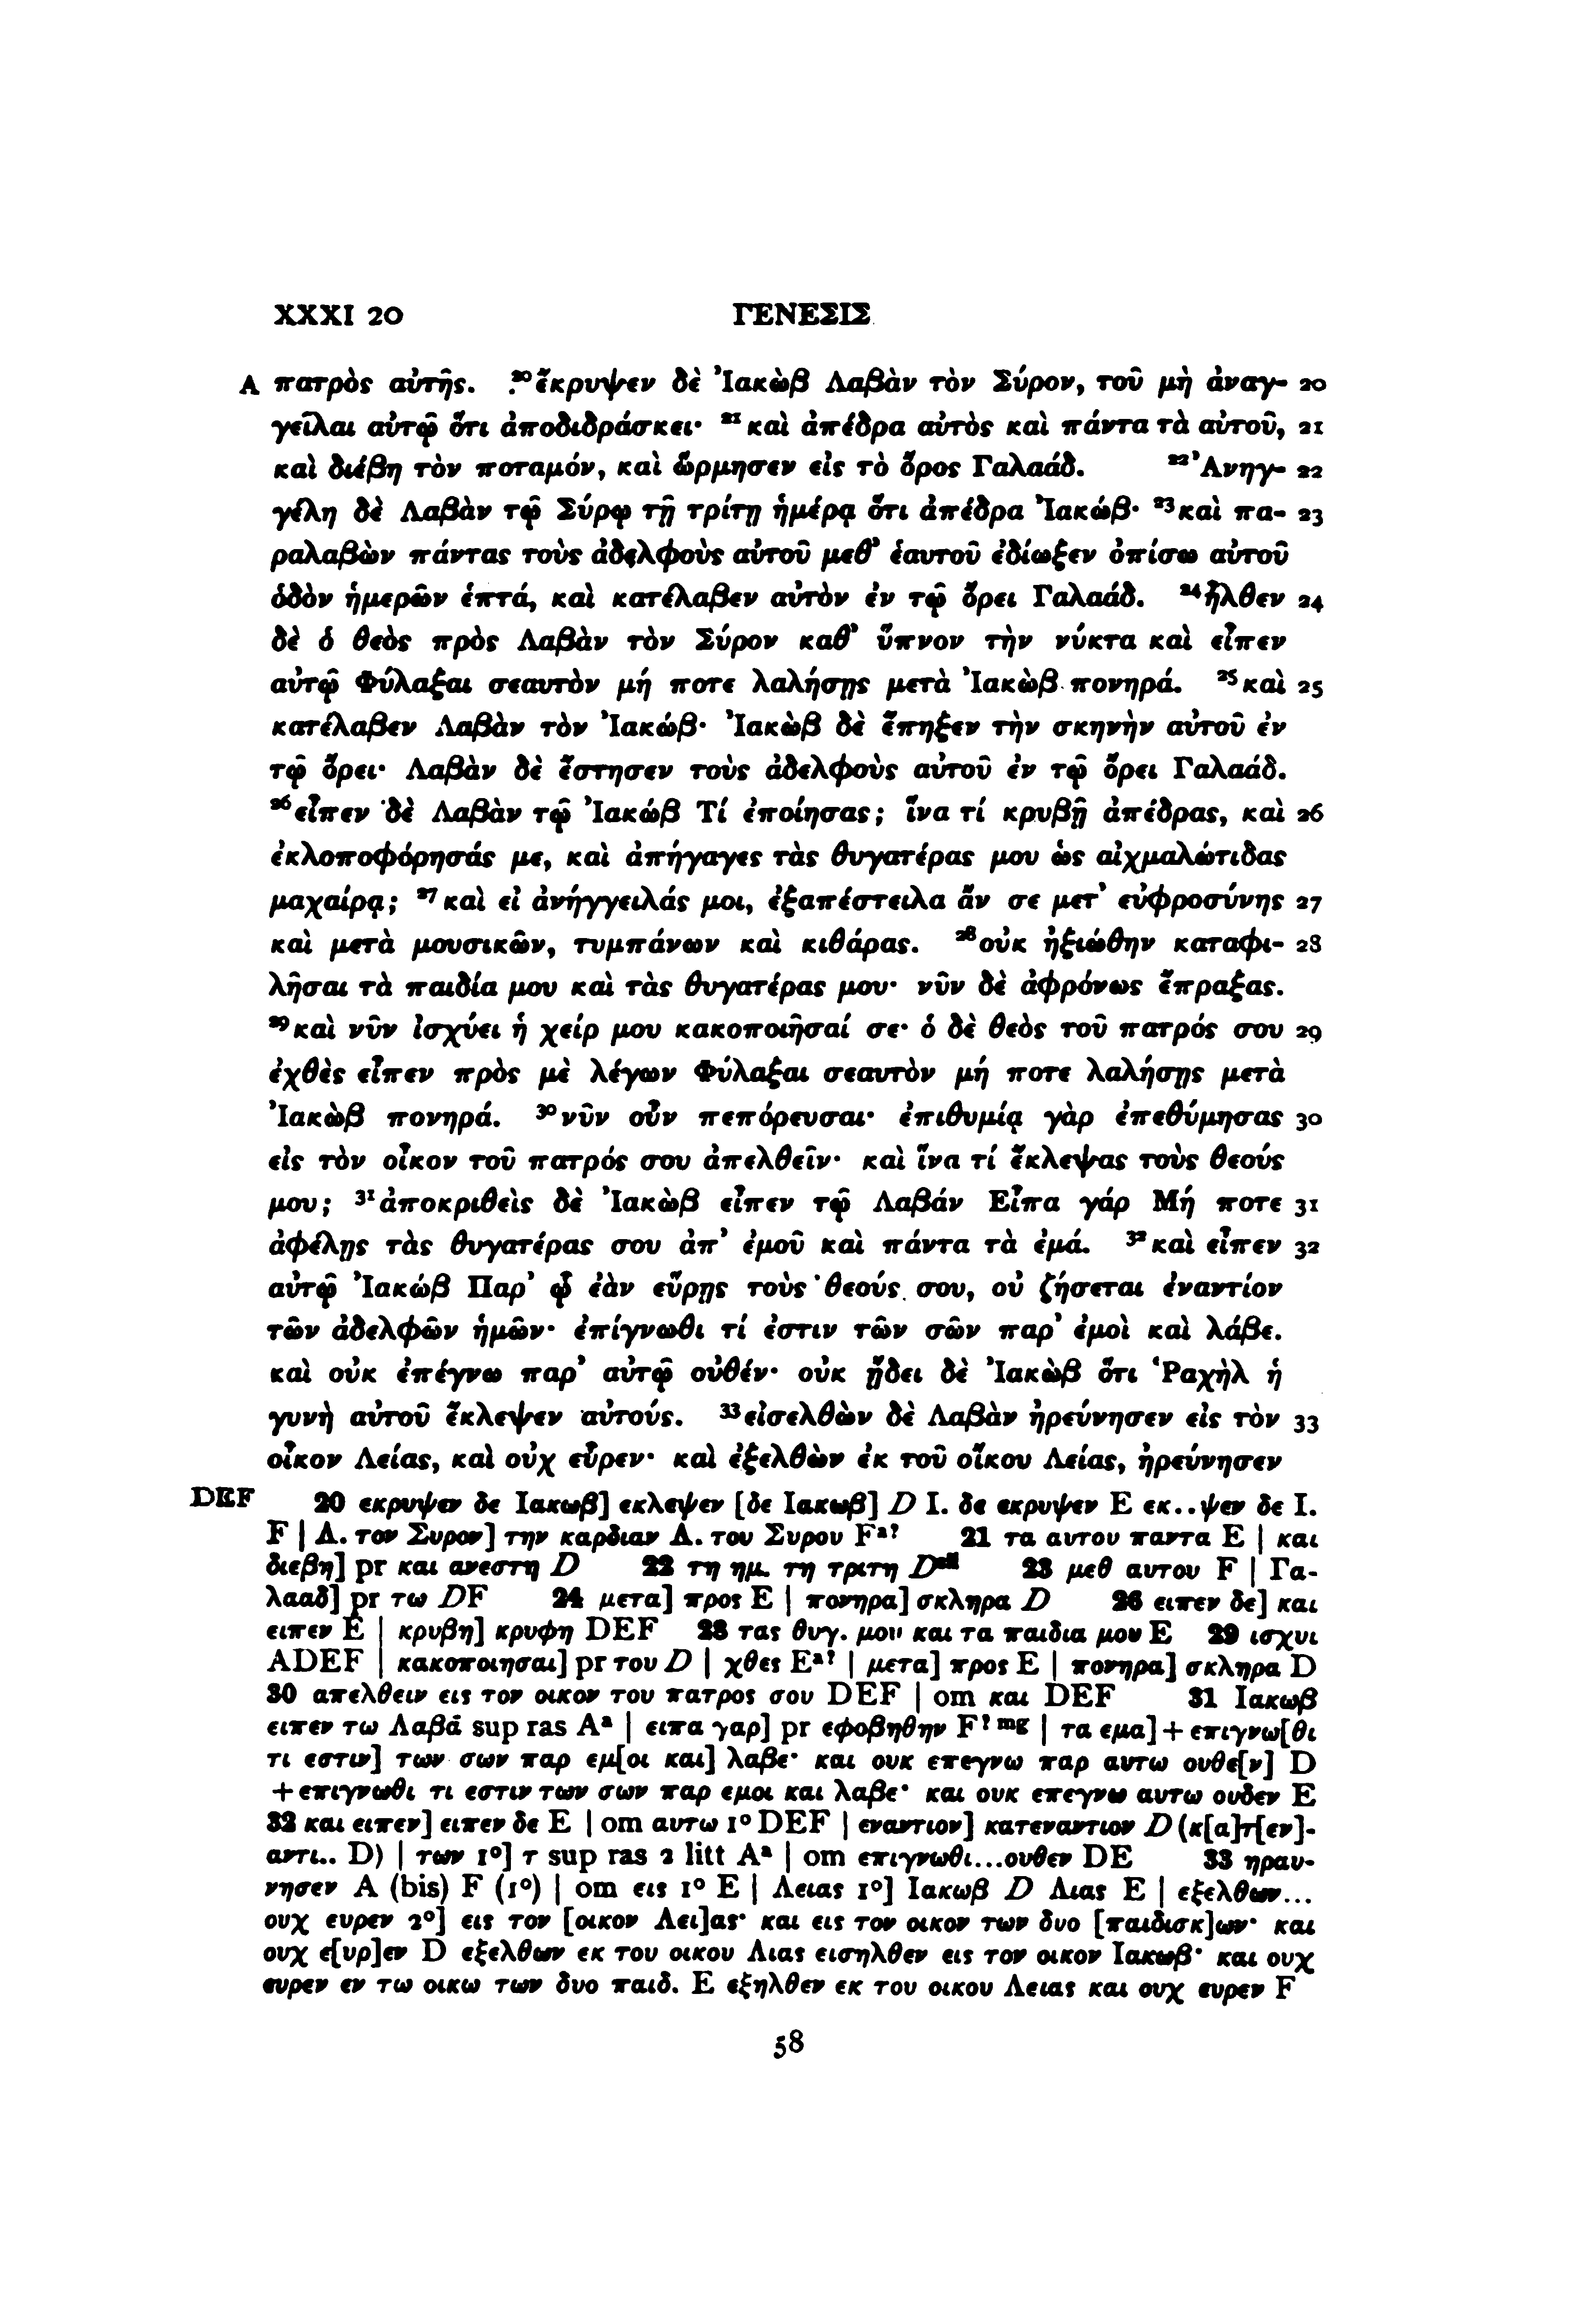 XXXI 20 ΓΕΝΕΣΙΣ
A πατρὸς αὐτῆς. ²⁰ἔκρυψεν δὲ Ἰακὼβ Λαβὰν τὸν Σύρον, τοῦ μὴ ἀναγ- 20
γεῖλαι αὐτῷ ὅτι ἀποδιδράσκει· ²¹καὶ ἀπέδρα αὐτὸς καὶ πάντα τὰ αὐτοῦ, 21
καὶ διέβη τὸν ποταμόν, καὶ ὥρμησεν εἰς τὸ ὄρος Γαλαάδ. ²²Ἀνηγ- 22
γέλη δὲ Λαβὰν τῷ Σύρῳ τῇ τρίτῃ ἡμέρᾳ ὅτι ἀπέδρα Ἰακώβ· ²³καὶ πα- 23
ραλαβὼν πάντας τοὺς ἀδελφοὺς αὐτοῦ μεθ᾽ ἑαυτοῦ ἐδίωξεν ὀπίσω αὐτοῦ
ὁδὸν ἡμερῶν ἑπτά, καὶ κατέλαβεν αὐτὸν ἐν τῷ ὄρει Γαλαάδ. ²⁴ἦλθεν 24
δὲ ὁ θεὸς πρὸς Λαβὰν τὸν Σύρον καθ᾽ ὕπνον τὴν νύκτα καὶ εἶπεν
αὐτῷ Φύλαξαι σεαυτὸν μή ποτε λαλήσῃς μετὰ Ἰακὼβ πονηρά. ²⁵καὶ 25
κατέλαβεν Λαβὰν τὸν Ἰακώβ· Ἰακὼβ δὲ ἔπηξεν τὴν σκηνὴν αὐτοῦ ἐν
τῷ ὄρει· Λαβὰν δὲ ἔστησεν τοὺς ἀδελφοὺς αὐτοῦ ἐν τῷ ὄρει Γαλαάδ.
²⁶εἶπεν δὲ Λαβὰν τῷ Ἰακώβ Τί ἐποίησας; ἵνα τί κρυβῇ ἀπέδρας, καὶ 26
ἐκλοποφόρησάς με, καὶ ἀπήγαγες τὰς θυγατέρας μου ὡς αἰχμαλώτιδας
μαχαίρᾳ; ²⁷καὶ εἰ ἀνήγγειλάς μοι, ἐξαπέστειλα ἄν σε μετ᾽ εὐφροσύνης 27
καὶ μετὰ μουσικῶν, τυμπάνων καὶ κιθάρας. ²⁸οὐκ ἠξιώθην καταφι- 28
λῆσαι τὰ παιδία μου καὶ τὰς θυγατέρας μου· νῦν δὲ ἀφρόνως ἔπραξας.
²⁹καὶ νῦν ἰσχύει ἡ χείρ μου κακοποιῆσαί σε· ὁ δὲ θεὸς τοῦ πατρός σου 29
ἐχθὲς εἶπεν πρὸς μὲ λέγων Φύλαξαι σεαυτὸν μή ποτε λαλήσῃς μετὰ
Ἰακὼβ πονηρά. ³⁰νῦν οὖν πεπόρευσαι· ἐπιθυμίᾳ γὰρ ἐπεθύμησας 30
εἰς τὸν οἶκον τοῦ πατρός σου ἀπελθεῖν· καὶ ἵνα τί ἔκλεψας τοὺς θεούς
μου; ³¹ἀποκριθεὶς δὲ Ἰακὼβ εἶπεν τῷ Λαβάν Εἶπα γάρ Μή ποτε 31
ἀφέλῃς τὰς θυγατέρας σου ἀπ᾽ ἐμοῦ καὶ πάντα τὰ ἐμά. ³²καὶ εἶπεν 32
αὐτῷ Ἰακώβ Παρ᾽ ᾧ ἐὰν εὕρῃς τοὺς θεούς σου, οὐ ζήσεται ἐναντίον
τῶν ἀδελφῶν ἡμῶν· ἐπίγνωθι τί ἐστιν τῶν σῶν παρ᾽ ἐμοὶ καὶ λάβε.
καὶ οὐκ ἐπέγνω παρ᾽ αὐτῷ οὐθέν· οὐκ ᾔδει δὲ Ἰακὼβ ὅτι Ῥαχὴλ ἡ
γυνὴ αὐτοῦ ἔκλεψεν αὐτούς. ³³εἰσελθὼν δὲ Λαβὰν ἠρεύνησεν εἰς τὸν 33
οἶκον Λείας, καὶ οὐχ εὗρεν· καὶ ἐξελθὼν ἐκ τοῦ οἴκου Λείας, ἠρεύνησεν
DEF 20 εκρυψεν δε Ιακωβ] εκλεψεν [δε Ιακωβ] D I. δε εκρυψεν E εκ..ψεν δε I.
F | Λ. τον Συρον] την καρδιαν Λ. του Συρου Fᵃ? 21 τα αυτου παντα E | και
διεβη] pr και ανεστη D 22 τη ημ. τη τριτη Dˢⁱˡ 23 μεθ αυτου F | Γα-
λααδ] pr τω DF 24 μετα] προς E | πονηρα] σκληρα D 26 ειπεν δε] και
ειπεν E | κρυβη] κρυφη DEF 28 τας θυγ. μου και τα παιδια μου E 29 ισχυι
ADEF | κακοποιησαι] pr του D | χθες Eᵃ? | μετα] προς E | πονηρα] σκληρα D
30 απελθειν εις τον οικον του πατρος σου DEF | om και DEF 31 Ιακωβ
ειπεν τω Λαβᾱ sup ras Aᵃ | ειπα γαρ] pr εφοβηθην F? ᵐᵍ | τα εμα] + επιγνω[θι
τι εστιν] των σων παρ εμ[οι και] λαβε· και ουκ επεγνω παρ αυτω ουθε[ν] D
+ επιγνωθι τι εστιν των σων παρ εμοι και λαβε· και ουκ επεγνω αυτω ουδεν E
32 και ειπεν] ειπεν δε E | om αυτω 1° DEF | εναντιον] κατεναντιον D (κ[α]τ[εν]-
αντι.. D) | των 1°] τ sup ras 2 litt Aᵃ | om επιγνωθι...ουθεν DE 33 ηραυ-
νησεν A (bis) F (1°) | om εις 1° E | Λειας 1°] Ιακωβ D Λιας E | εξελθων...
ουχ ευρεν 2°] εις τον [οικον Λει]ας· και εις τον οικον των δυο [παιδισκ]ων· και
ουχ ε[υρ]εν D εξελθων εκ του οικου Λιας εισηλθεν εις τον οικον Ιακωβ· και ουχ
ευρεν εν τω οικω των δυο παιδ. E εξηλθεν εκ του οικου Λειας και ουχ ευρεν F
58